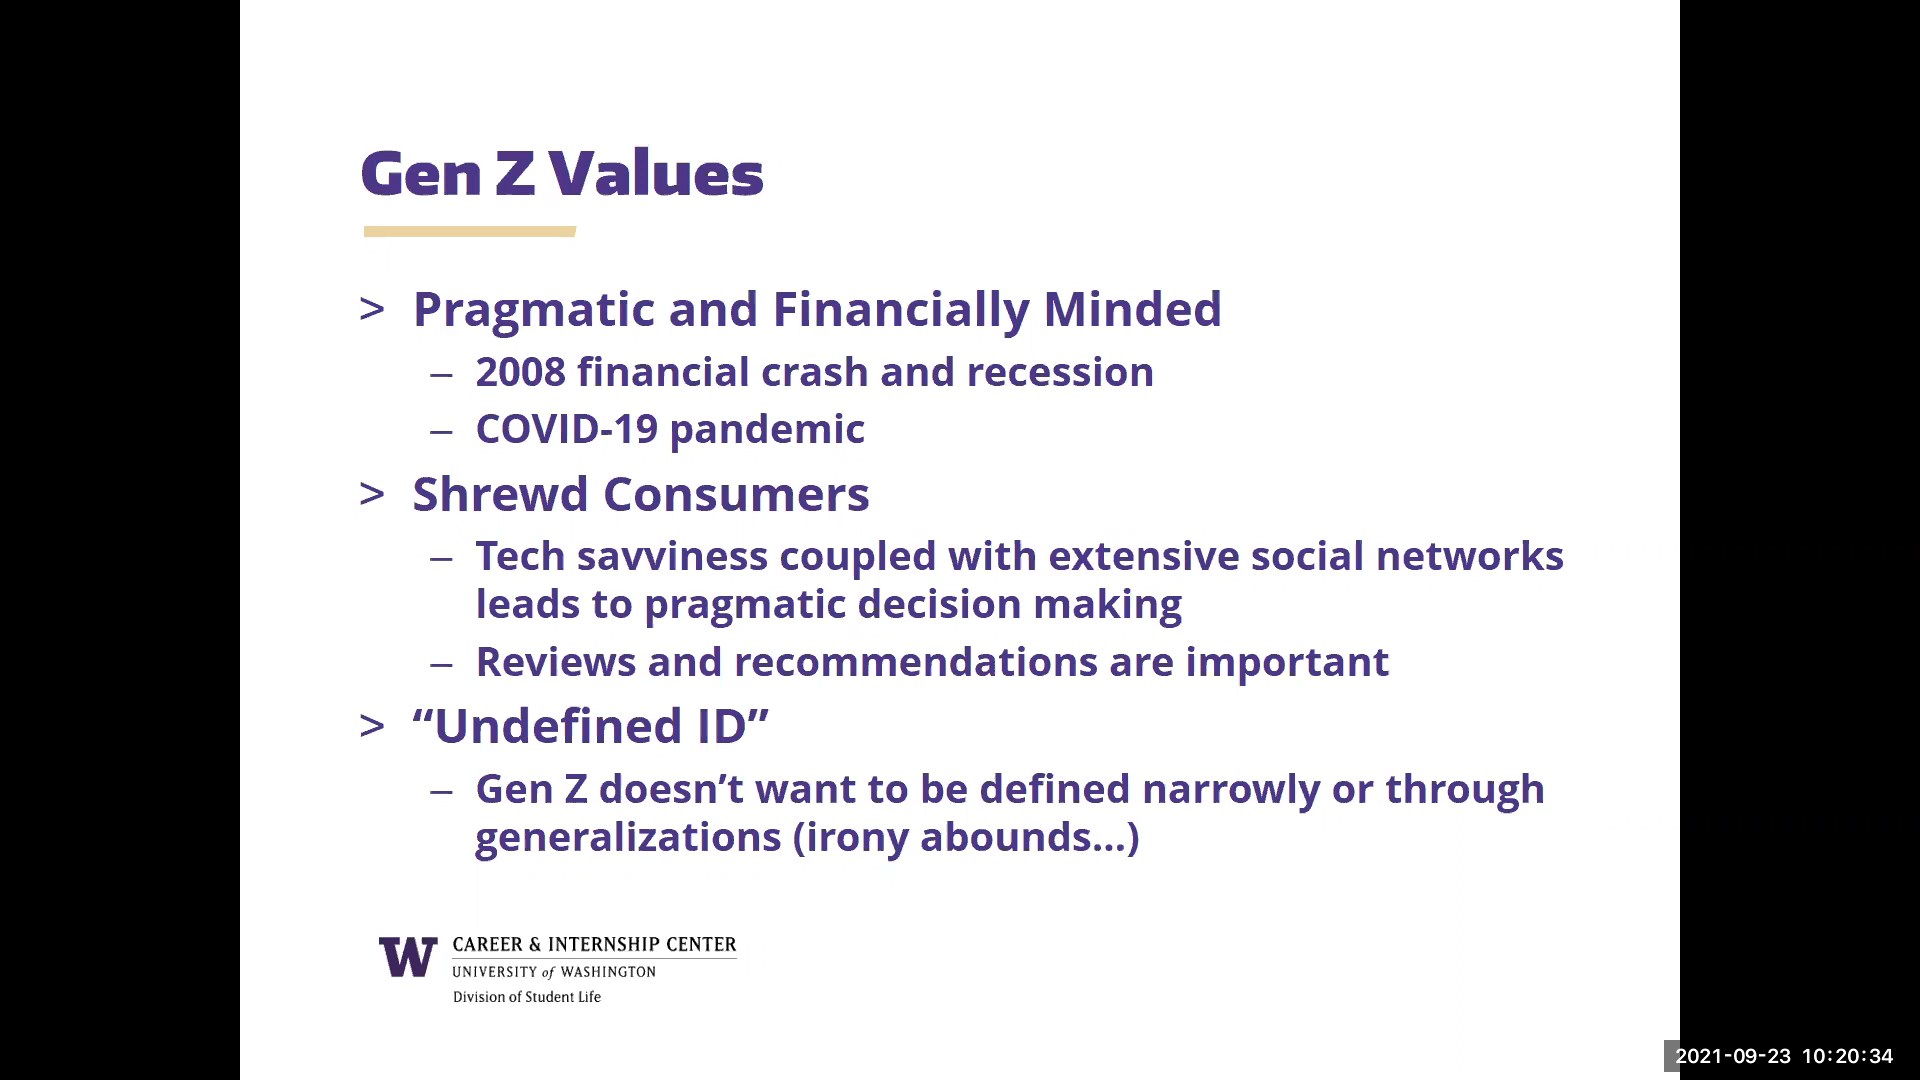 Gen Z Values
> Pragmatic and Financially Minded
– 2008 financial crash and recession
– COVID-19 pandemic
> Shrewd Consumers
– Tech savviness coupled with extensive social networks
leads to pragmatic decision making
– Reviews and recommendations are important
> “Undefined ID”
– Gen Z doesn’t want to be defined narrowly or through
generalizations (irony abounds...)
W CAREER & INTERNSHIP CENTER
UNIVERSITY of WASHINGTON
Division of Student Life
2021-09-23 10:20:34